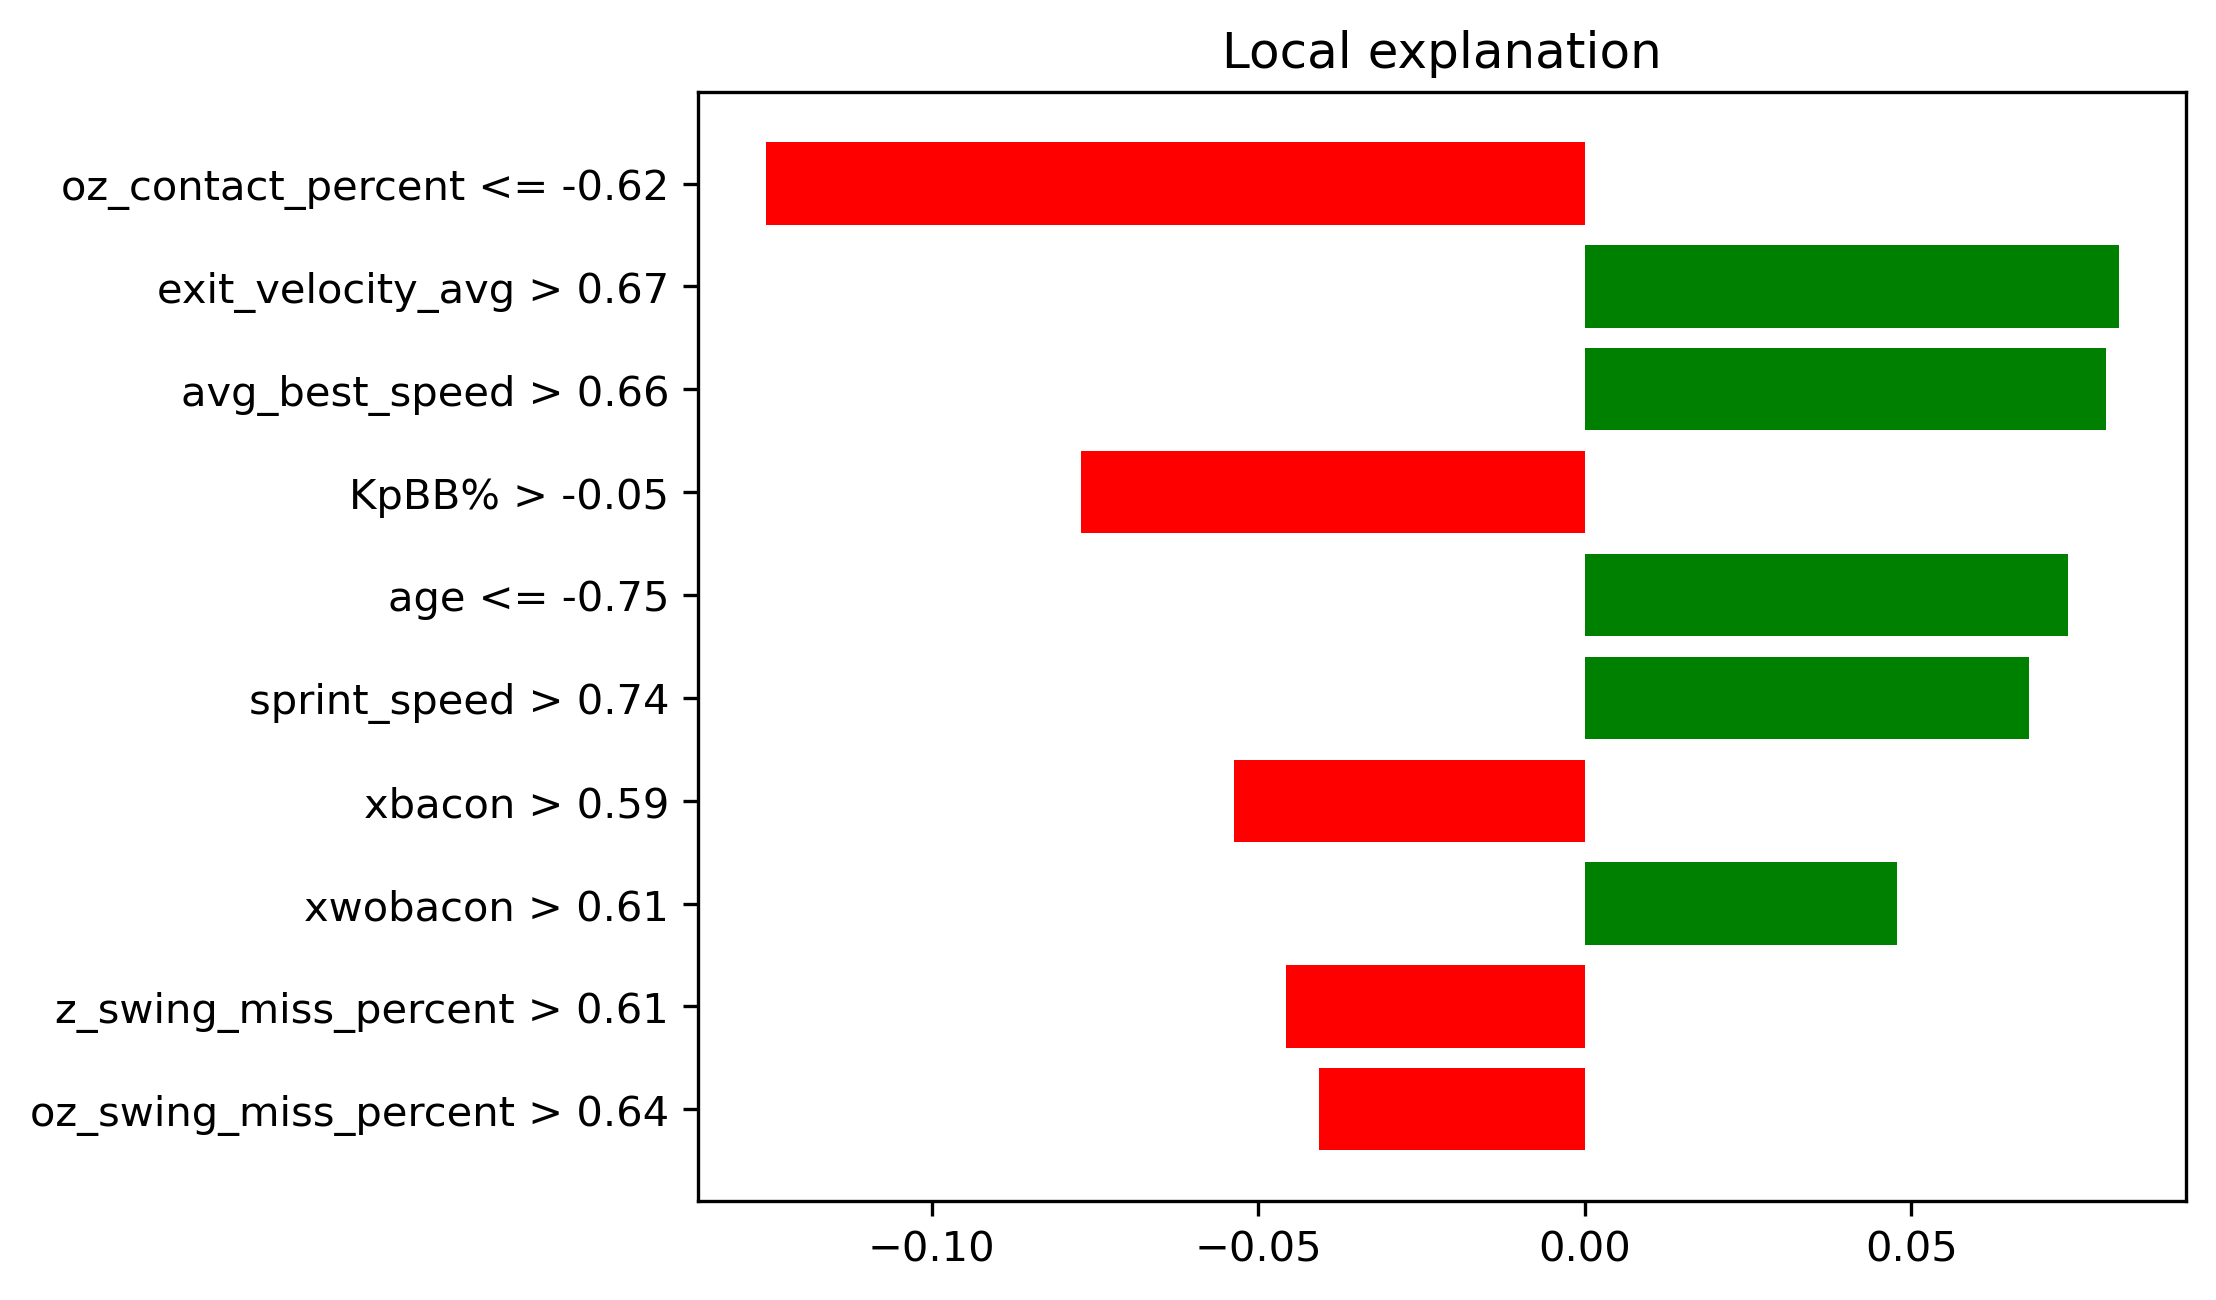 Local explanation
oz_contact_percent <= -0.62
exit_velocity_avg > 0.67
avg_best_speed > 0.66
KpBB% > -0.05
age <= -0.75
sprint_speed > 0.74
xbacon > 0.59
xwobacon > 0.61
z_swing_miss_percent > 0.61
oz_swing_miss_percent > 0.64
−0.10 −0.05 0.00 0.05